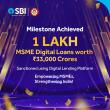 SBI
Milestone Achieved
1 LAKH
MSME Digital Loans worth
₹33,000 Crores
Sanctioned using Digital Lending Platform
Empowering MSMEs,
Strengthening India!